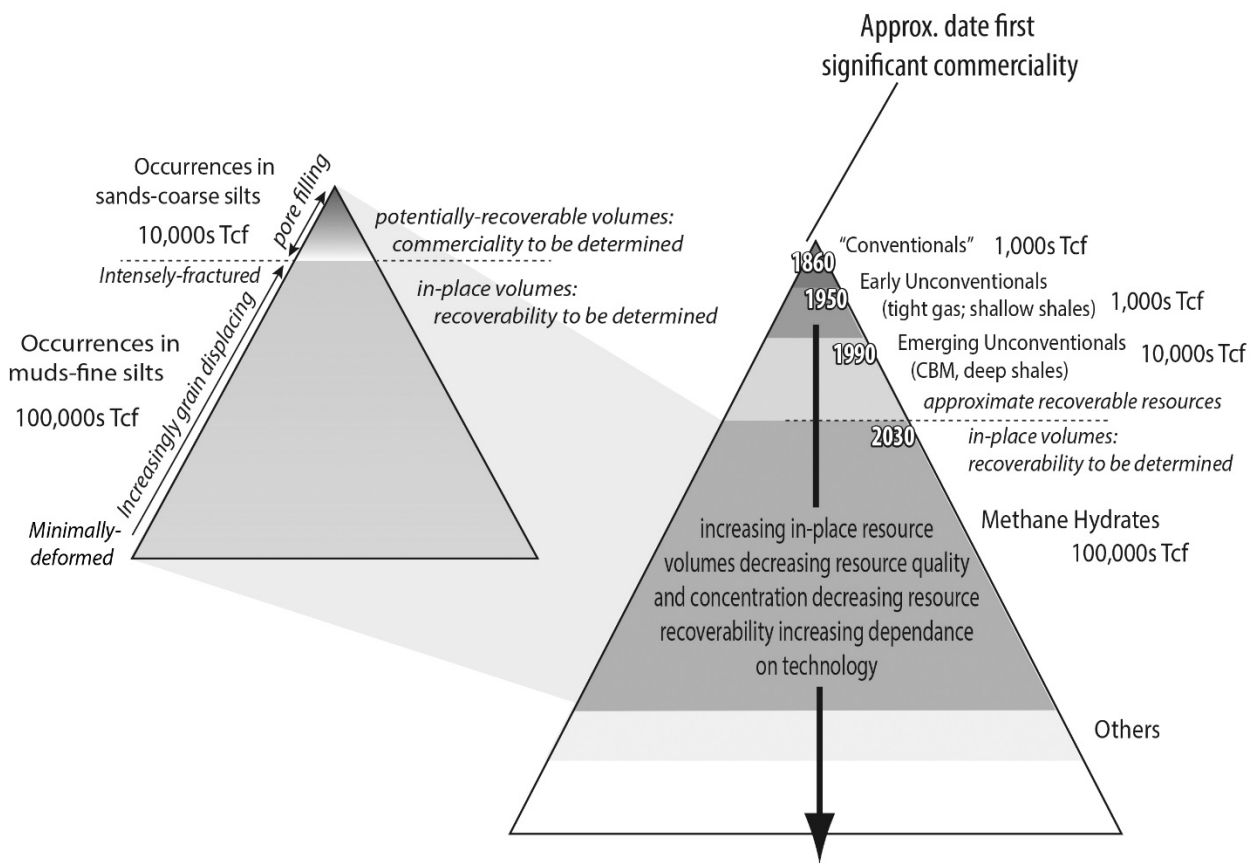 Approx. date first
significant commerciality
Occurrences in
sands-coarse silts
10,000s Tcf
pore filling
potentially-recoverable volumes:
commerciality to be determined
Intensely-fractured
in-place volumes:
recoverability to be determined
Increasingly grain displacing
Occurrences in
muds-fine silts
100,000s Tcf
Minimally-
deformed
1860
"Conventionals" 1,000s Tcf
1950
Early Unconventionals
(tight gas; shallow shales) 1,000s Tcf
1990
Emerging Unconventionals 10,000s Tcf
(CBM, deep shales)
approximate recoverable resources
2030
in-place volumes:
recoverability to be determined
Methane Hydrates
100,000s Tcf
increasing in-place resource
volumes decreasing resource quality
and concentration decreasing resource
recoverability increasing dependance
on technology
Others